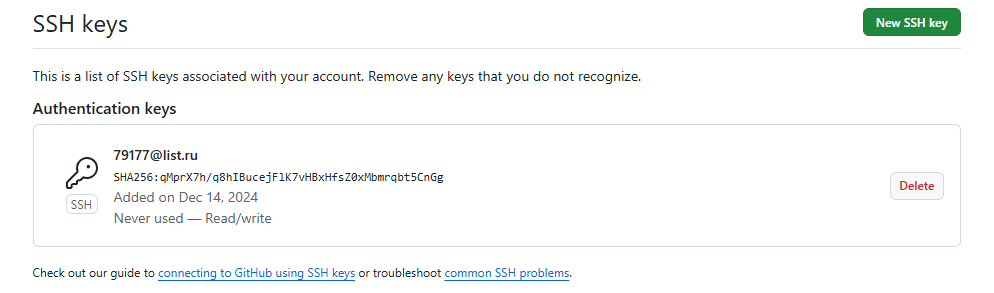 SSH keys
New SSH key
This is a list of SSH keys associated with your account. Remove any keys that you do not recognize.
Authentication keys
79177@list.ru
SHA256:qMprX7h/q8hIBucejFlK7vHBxHfsZ0xMbmrqbt5CnGg
Added on Dec 14, 2024
Never used — Read/write
SSH
Delete
Check out our guide to connecting to GitHub using SSH keys or troubleshoot common SSH problems.